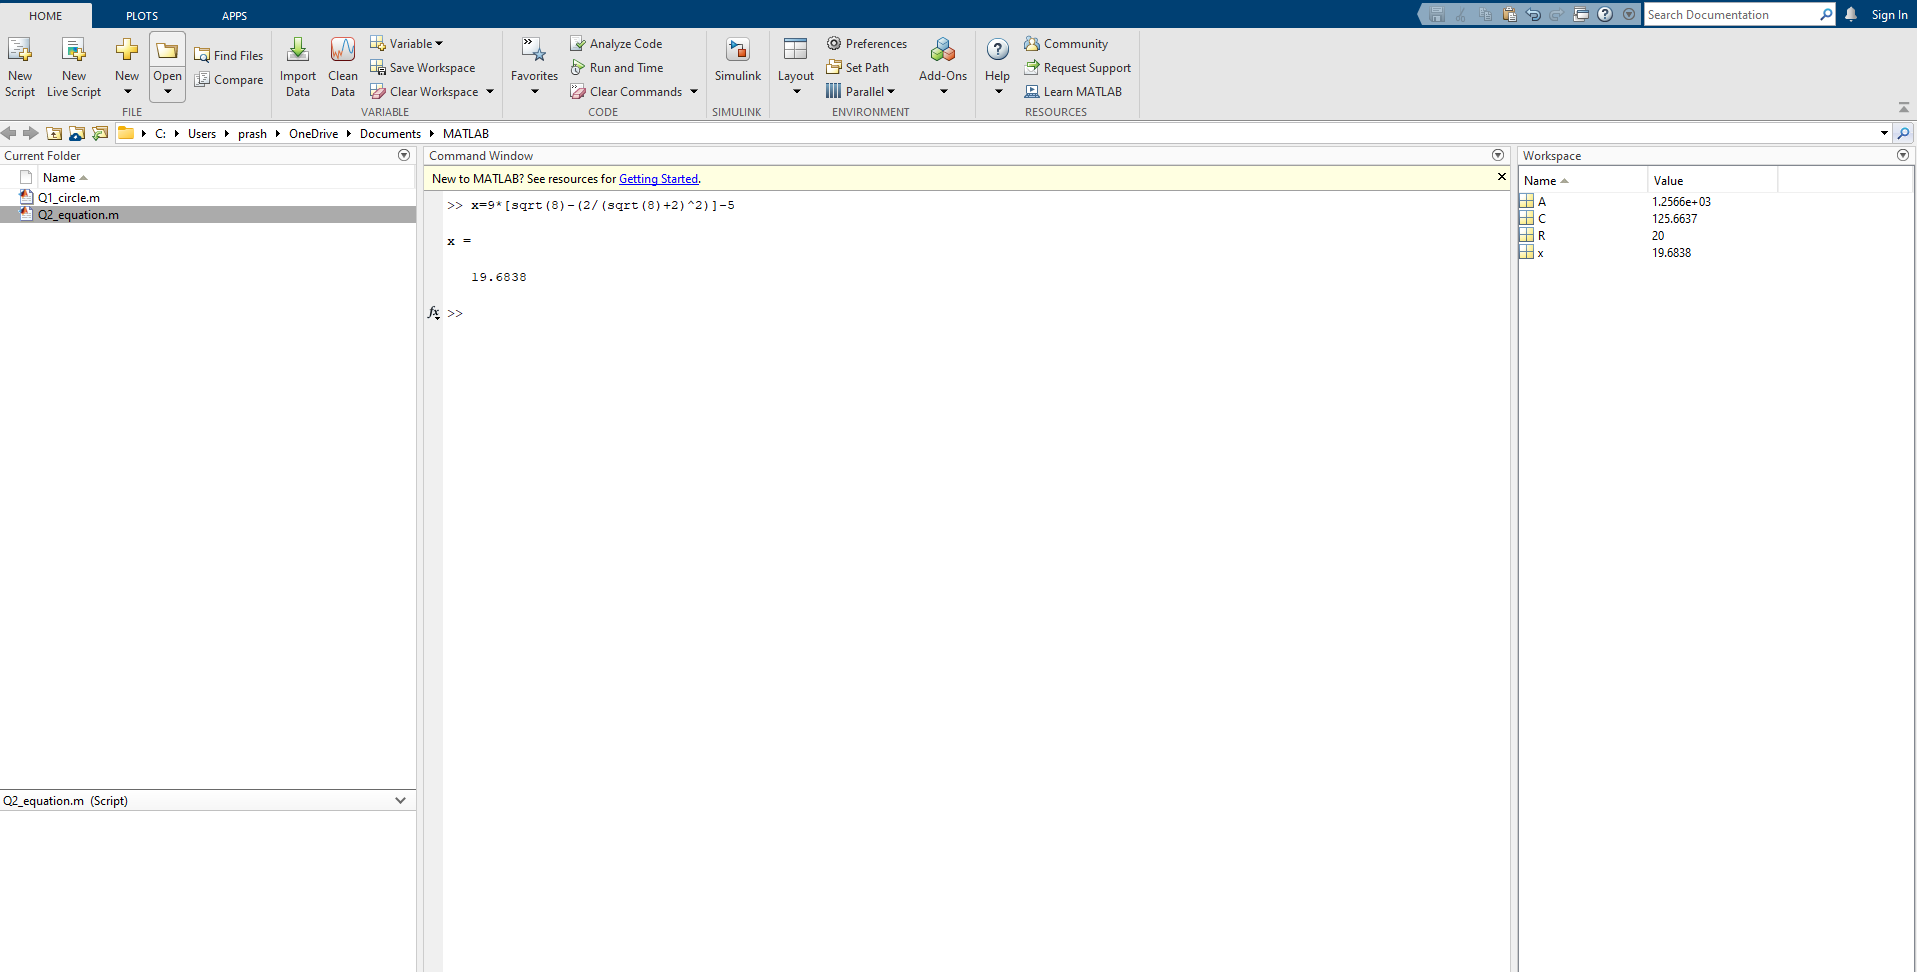 HOME PLOTS APPS
Search Documentation
Sign In
New Script
New Live Script
New
Open
Find Files
Compare
FILE
Import Data
Clean Data
Variable
Save Workspace
Clear Workspace
VARIABLE
Favorites
Analyze Code
Run and Time
Clear Commands
CODE
Simulink
SIMULINK
Layout
Preferences
Set Path
Parallel
Add-Ons
ENVIRONMENT
Help
Community
Request Support
Learn MATLAB
RESOURCES
C: Users prash OneDrive Documents MATLAB
Current Folder
Name
Q1_circle.m
Q2_equation.m
Q2_equation.m (Script)
Command Window
New to MATLAB? See resources for Getting Started.
>> x=9*[sqrt(8)-(2/(sqrt(8)+2)^2)]-5
x =
19.6838
fx >>
Workspace
Name Value
A 1.2566e+03
C 125.6637
R 20
x 19.6838